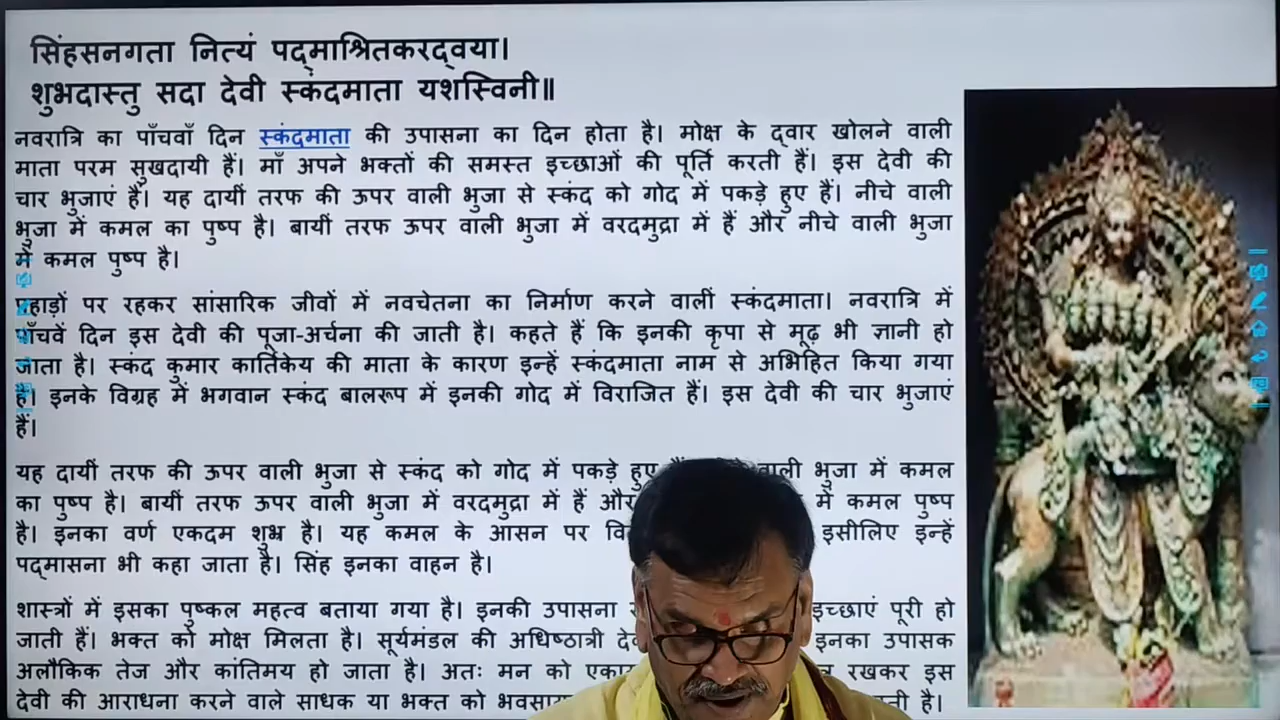 सिंहसनगता नित्यं पद्माश्रितकरद्वया।
शुभदास्तु सदा देवी स्कंदमाता यशस्विनी॥
नवरात्रि का पाँचवाँ दिन स्कंदमाता की उपासना का दिन होता है। मोक्ष के द्वार खोलने वाली
माता परम सुखदायी हैं। माँ अपने भक्तों की समस्त इच्छाओं की पूर्ति करती हैं। इस देवी की
चार भुजाएं हैं। यह दायीं तरफ की ऊपर वाली भुजा से स्कंद को गोद में पकड़े हुए हैं। नीचे वाली
भुजा में कमल का पुष्प है। बायीं तरफ ऊपर वाली भुजा में वरदमुद्रा में हैं और नीचे वाली भुजा
में कमल पुष्प है।
पहाड़ों पर रहकर सांसारिक जीवों में नवचेतना का निर्माण करने वालीं स्कंदमाता। नवरात्रि में
पाँचवें दिन इस देवी की पूजा-अर्चना की जाती है। कहते हैं कि इनकी कृपा से मूढ़ भी ज्ञानी हो
जाता है। स्कंद कुमार कार्तिकेय की माता के कारण इन्हें स्कंदमाता नाम से अभिहित किया गया
है। इनके विग्रह में भगवान स्कंद बालरूप में इनकी गोद में विराजित हैं। इस देवी की चार भुजाएं
हैं।
यह दायीं तरफ की ऊपर वाली भुजा से स्कंद को गोद में पकड़े हुए वाली भुजा में कमल
का पुष्प है। बायीं तरफ ऊपर वाली भुजा में वरदमुद्रा में हैं और में कमल पुष्प
है। इनका वर्ण एकदम शुभ्र है। यह कमल के आसन पर इसीलिए इन्हें
पद्मासना भी कहा जाता है। सिंह इनका वाहन है।
शास्त्रों में इसका पुष्कल महत्व बताया गया है। इनकी उपासना इच्छाएं पूरी हो
जाती हैं। भक्त को मोक्ष मिलता है। सूर्यमंडल की अधिष्ठात्री इनका उपासक
अलौकिक तेज और कांतिमय हो जाता है। अतः मन को रखकर इस
देवी की आराधना करने वाले साधक या भक्त को है।